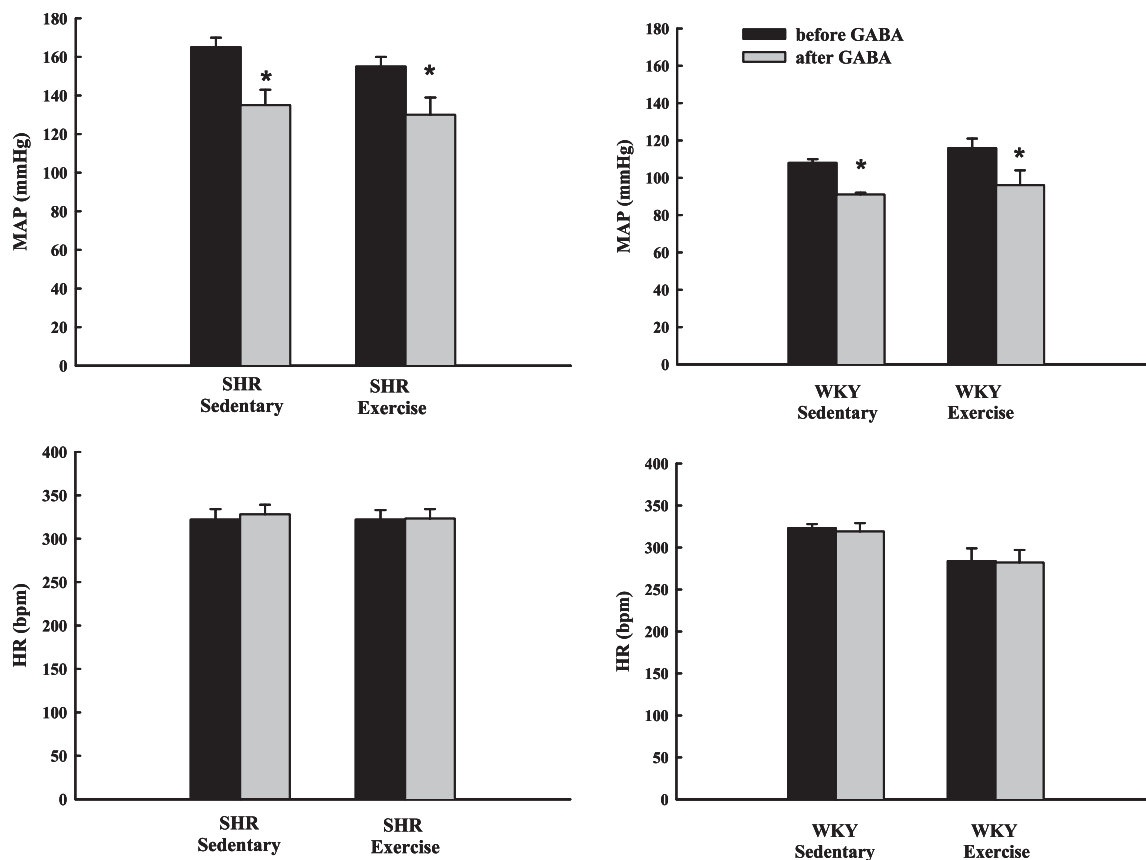 180
160
140
120
100
80
60
40
20
0
MAP (mmHg)
*
*
SHR
Sedentary
SHR
Exercise
180
160
140
120
100
80
60
40
20
0
MAP (mmHg)
before GABA
after GABA
*
*
WKY
Sedentary
WKY
Exercise
400
350
300
250
200
150
100
50
0
HR (bpm)
SHR
Sedentary
SHR
Exercise
400
350
300
250
200
150
100
50
0
HR (bpm)
WKY
Sedentary
WKY
Exercise